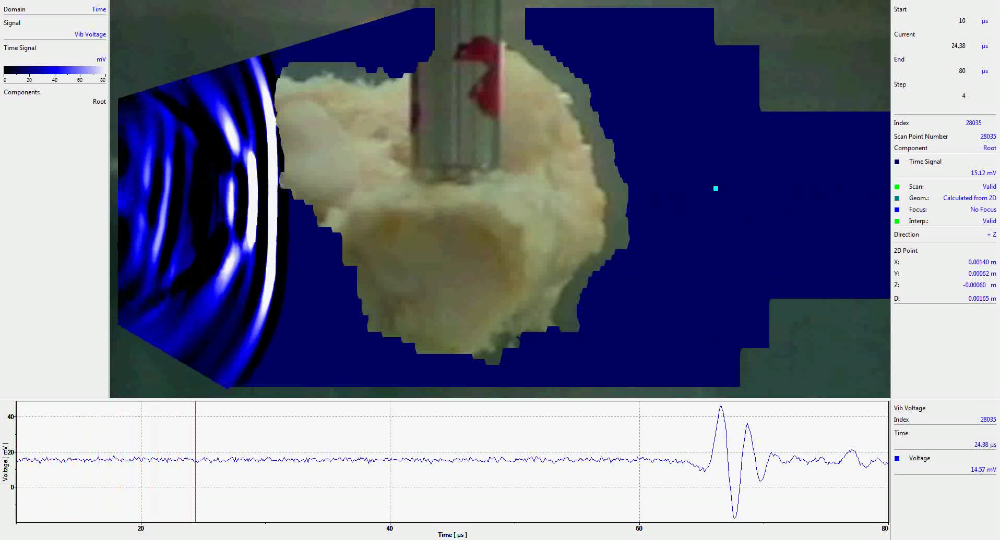 Domain Time
Signal
Vib Voltage
Time Signal
mV
0 20 40 60 80
Components
Root
Start
10 µs
Current
24.38 µs
End
80 µs
Step
4
Index 28035
Scan Point Number 28035
Component Root
Time Signal
15.12 mV
Scan: Valid
Geom.: Calculated from 2D
Focus: No Focus
Interp.: Valid
Direction + Z
2D Point
X: 0.00140 m
Y: 0.00062 m
Z: -0.00060 m
D: 0.00165 m
Voltage [ mV ]
40
20
0
20 40 60 80
Time [ µs ]
Vib Voltage
Index 28035
Time
24.38 µs
Voltage
14.57 mV